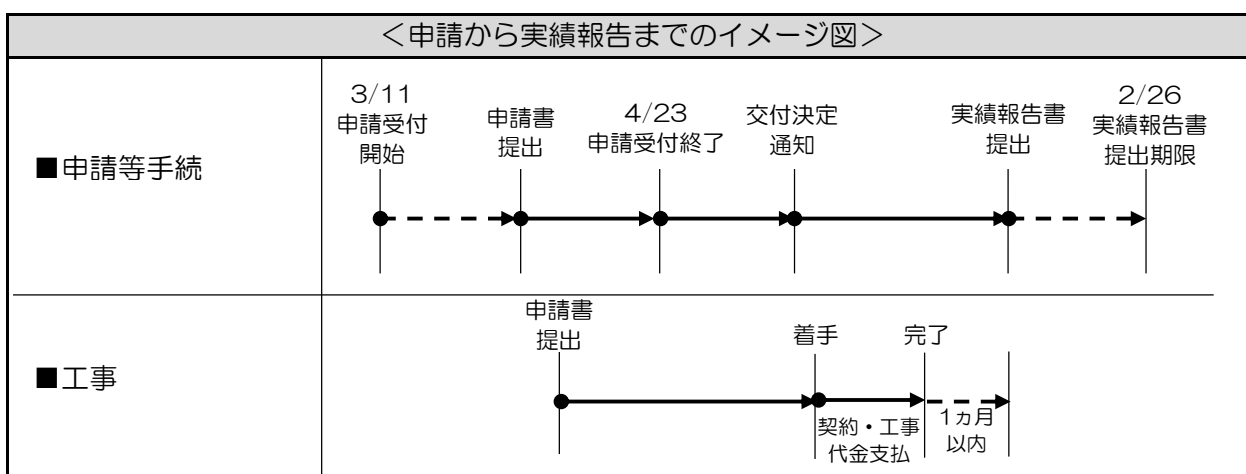 ＜申請から実績報告までのイメージ図＞
■申請等手続
3/11
申請受付
開始
申請書
提出
4/23
申請受付終了
交付決定
通知
実績報告書
提出
2/26
実績報告書
提出期限
■工事
申請書
提出
着手
完了
契約・工事
代金支払
1ヵ月
以内